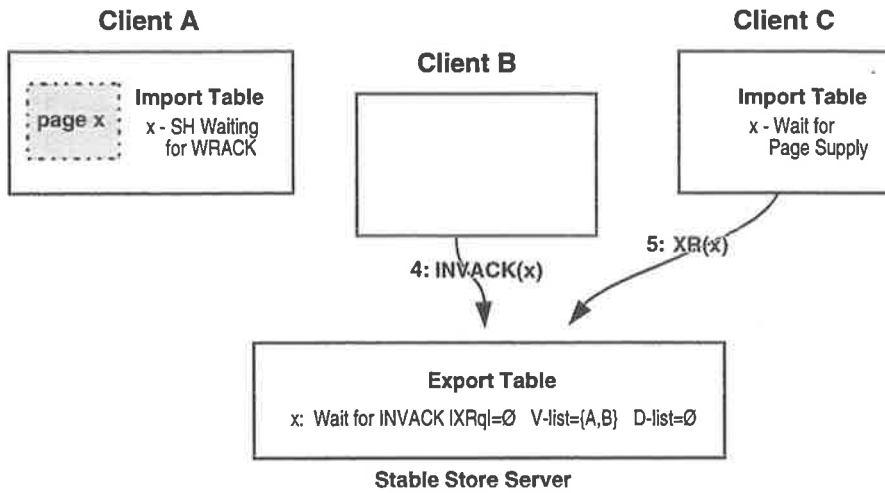 Client A
Client B
Client C
page x
Import Table
x - SH Waiting
for WRACK
Import Table
x - Wait for
Page Supply
4: INVACK(x)
5: XR(x)
Export Table
x: Wait for INVACK |XRq|=Ø V-list={A,B} D-list=Ø
Stable Store Server